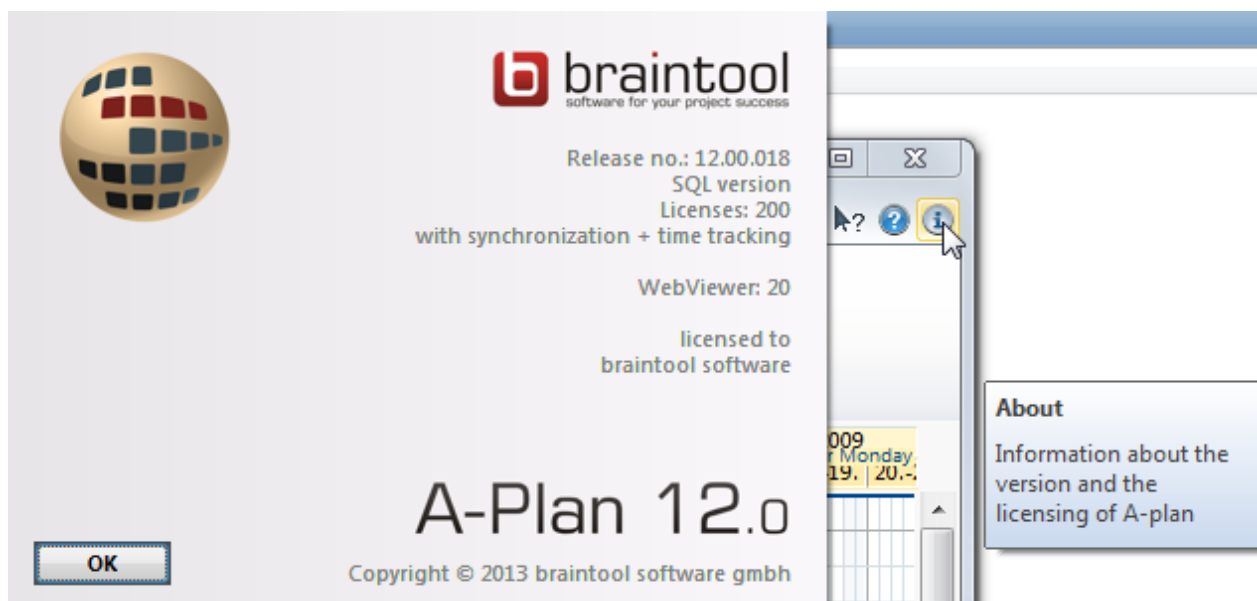 braintool
software for your project success
Release no.: 12.00.018
SQL version
Licenses: 200
with synchronization + time tracking
WebViewer: 20
licensed to
braintool software
A-Plan 12.0
OK
Copyright © 2013 braintool software gmbh
?
?
i
009
r Monday
19. 20.-
About
Information about the
version and the
licensing of A-plan